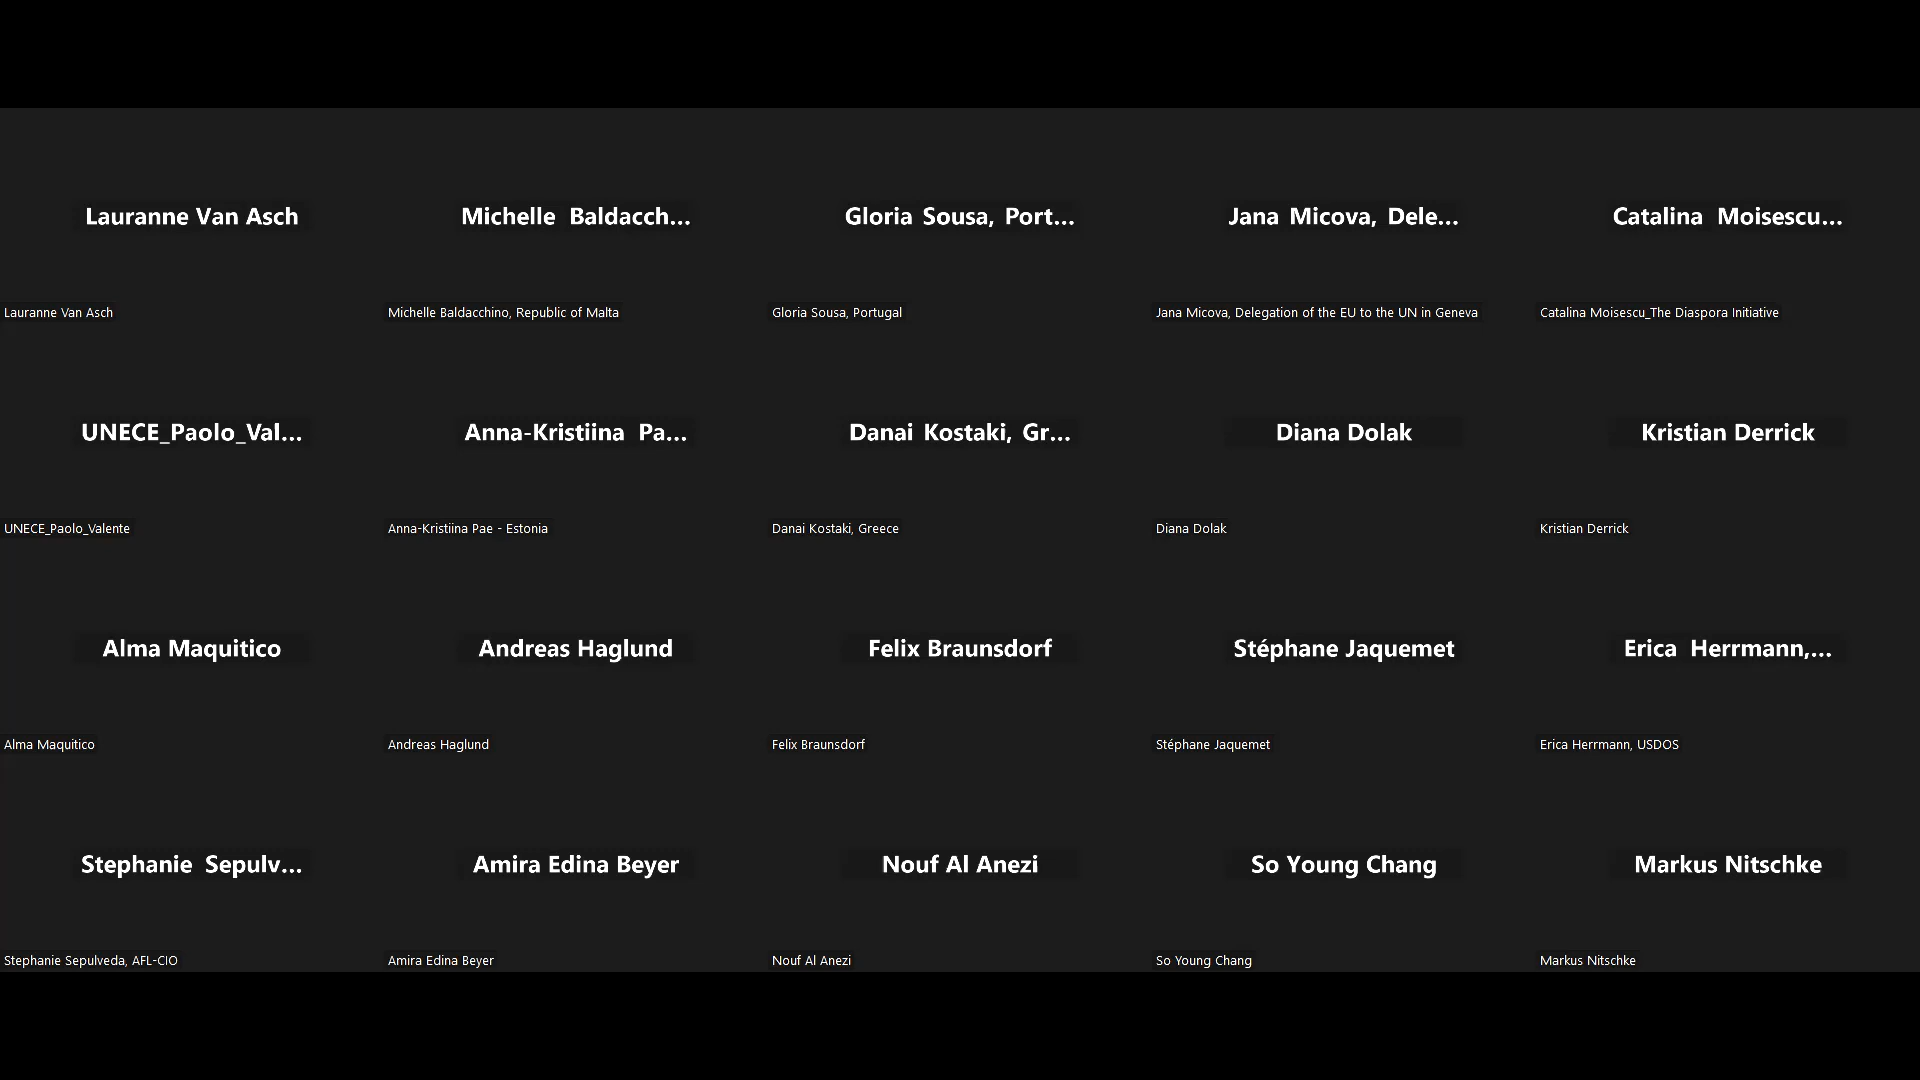 Lauranne Van Asch
Michelle Baldacch...
Gloria Sousa, Port...
Jana Micova, Dele...
Catalina Moisescu...
Lauranne Van Asch
Michelle Baldacchino, Republic of Malta
Gloria Sousa, Portugal
Jana Micova, Delegation of the EU to the UN in Geneva
Catalina Moisescu_The Diaspora Initiative
UNECE_Paolo_Val...
Anna-Kristiina Pa...
Danai Kostaki, Gr...
Diana Dolak
Kristian Derrick
UNECE_Paolo_Valente
Anna-Kristiina Pae - Estonia
Danai Kostaki, Greece
Diana Dolak
Kristian Derrick
Alma Maquitico
Andreas Haglund
Felix Braunsdorf
Stéphane Jaquemet
Erica Herrmann,...
Alma Maquitico
Andreas Haglund
Felix Braunsdorf
Stéphane Jaquemet
Erica Herrmann, USDOS
Stephanie Sepulv...
Amira Edina Beyer
Nouf Al Anezi
So Young Chang
Markus Nitschke
Stephanie Sepulveda, AFL-CIO
Amira Edina Beyer
Nouf Al Anezi
So Young Chang
Markus Nitschke